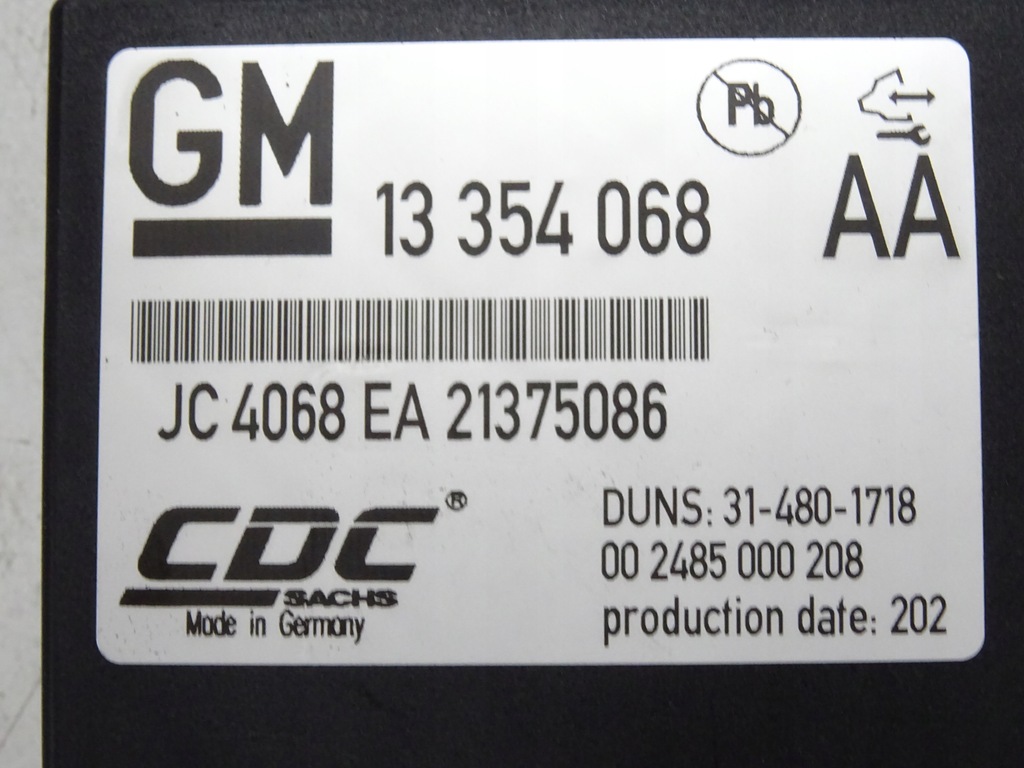 GM
Pb
13 354 068
AA
JC 4068 EA 21375086
CDC®
SACHS
Made in Germany
DUNS: 31-480-1718
00 2485 000 208
production date: 202